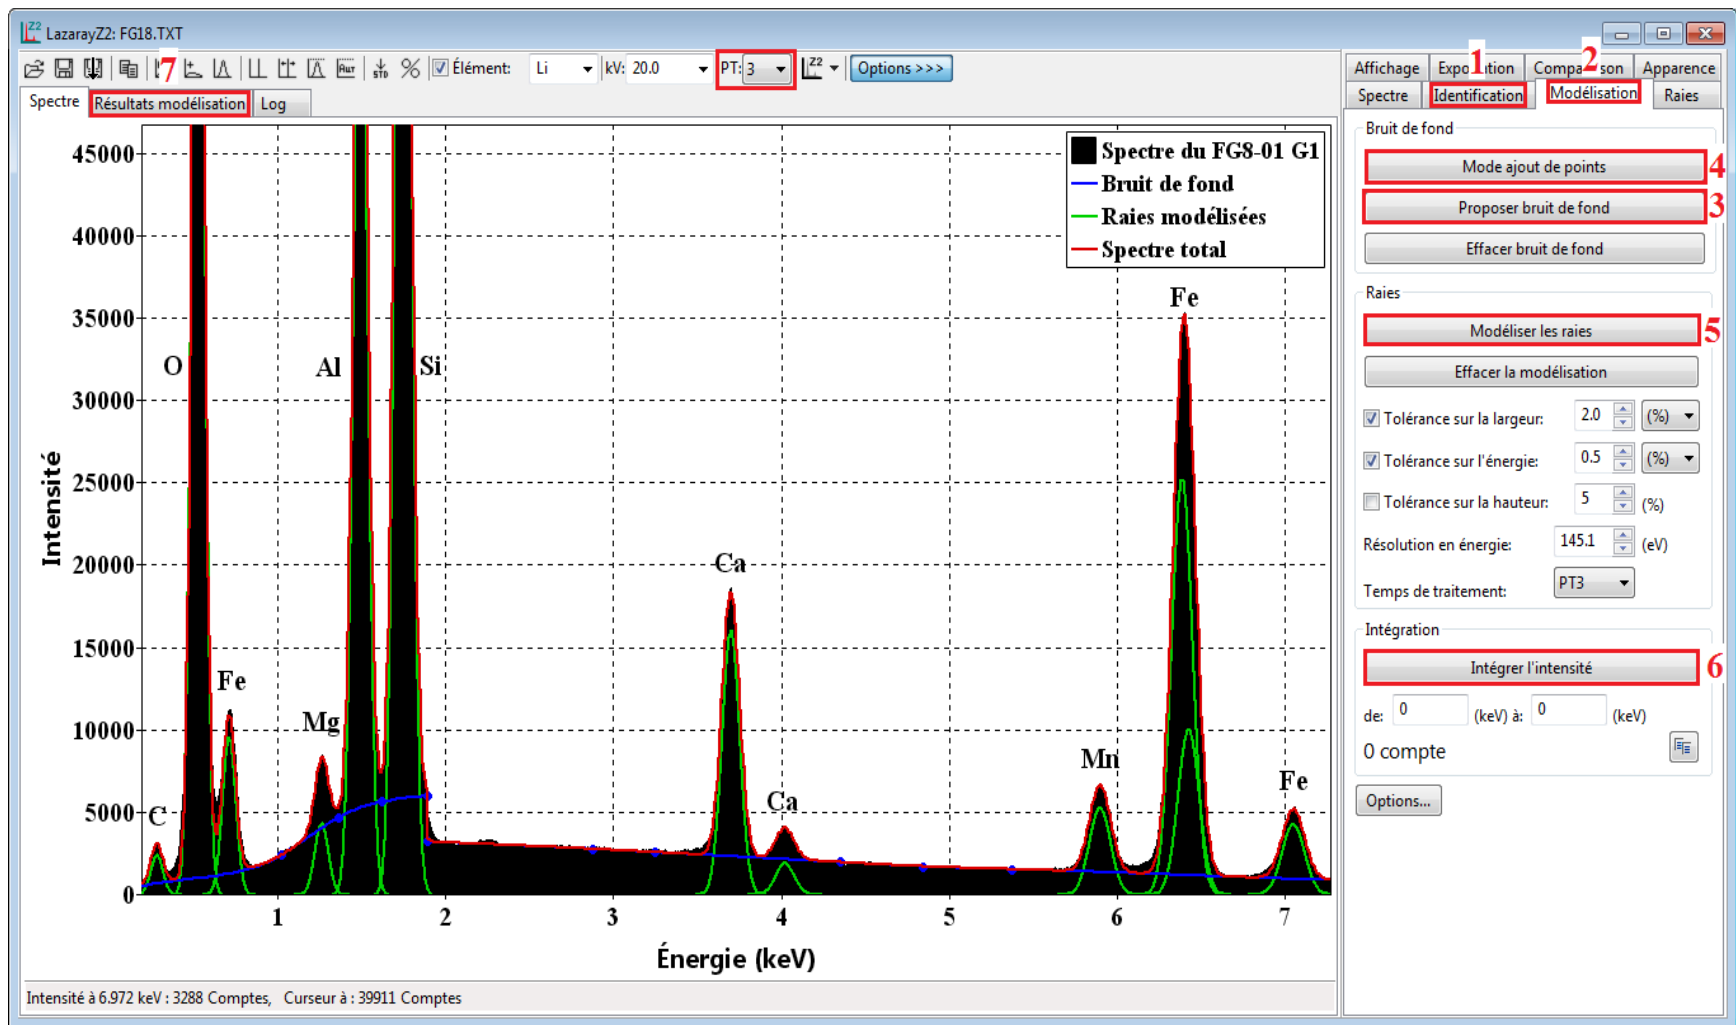 LazarayZ2: FG18.TXT
7
Élément: Li kV: 20.0 PT: 3 Z2 Options >>>
Spectre Résultats modélisation Log
Spectre du FG8-01 G1
Bruit de fond
Raies modélisées
Spectre total
45000
40000
35000
30000
25000
20000
15000
10000
5000
0
Intensité
C
O
Fe
Mg
Al
Si
Ca
Ca
Mn
Fe
Fe
1 2 3 4 5 6 7
Énergie (keV)
Intensité à 6.972 keV : 3288 Comptes, Curseur à : 39911 Comptes
1 2
Affichage Comparaison Apparence
Spectre Identification Modélisation Raies
Bruit de fond
Mode ajout de points 4
Proposer bruit de fond 3
Effacer bruit de fond
Raies
Modéliser les raies 5
Effacer la modélisation
Tolérance sur la largeur: 2.0 (%)
Tolérance sur l'énergie: 0.5 (%)
Tolérance sur la hauteur: 5 (%)
Résolution en énergie: 145.1 (eV)
Temps de traitement: PT3
Intégration
Intégrer l'intensité 6
de: 0 (keV) à: 0 (keV)
0 compte
Options...